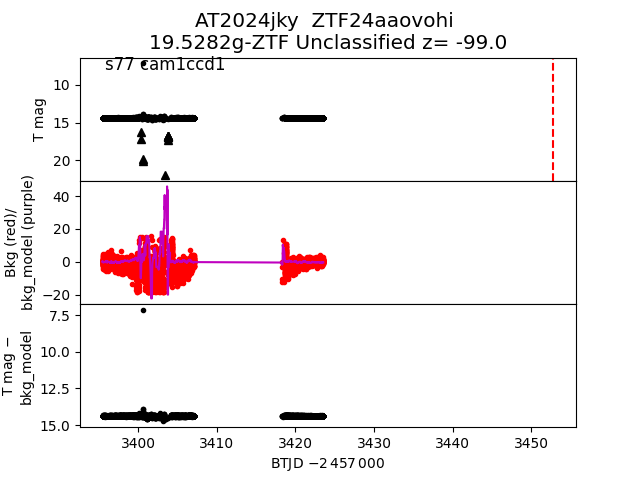 AT2024jky  ZTF24aaovohi
19.5282g-ZTF Unclassified z= -99.0
s77 cam1ccd1
T mag
10
15
20
Bkg (red)/
bkg_model (purple)
40
20
0
−20
T mag −
bkg_model
7.5
10.0
12.5
15.0
3400
3410
3420
3430
3440
3450
BTJD −2 457 000